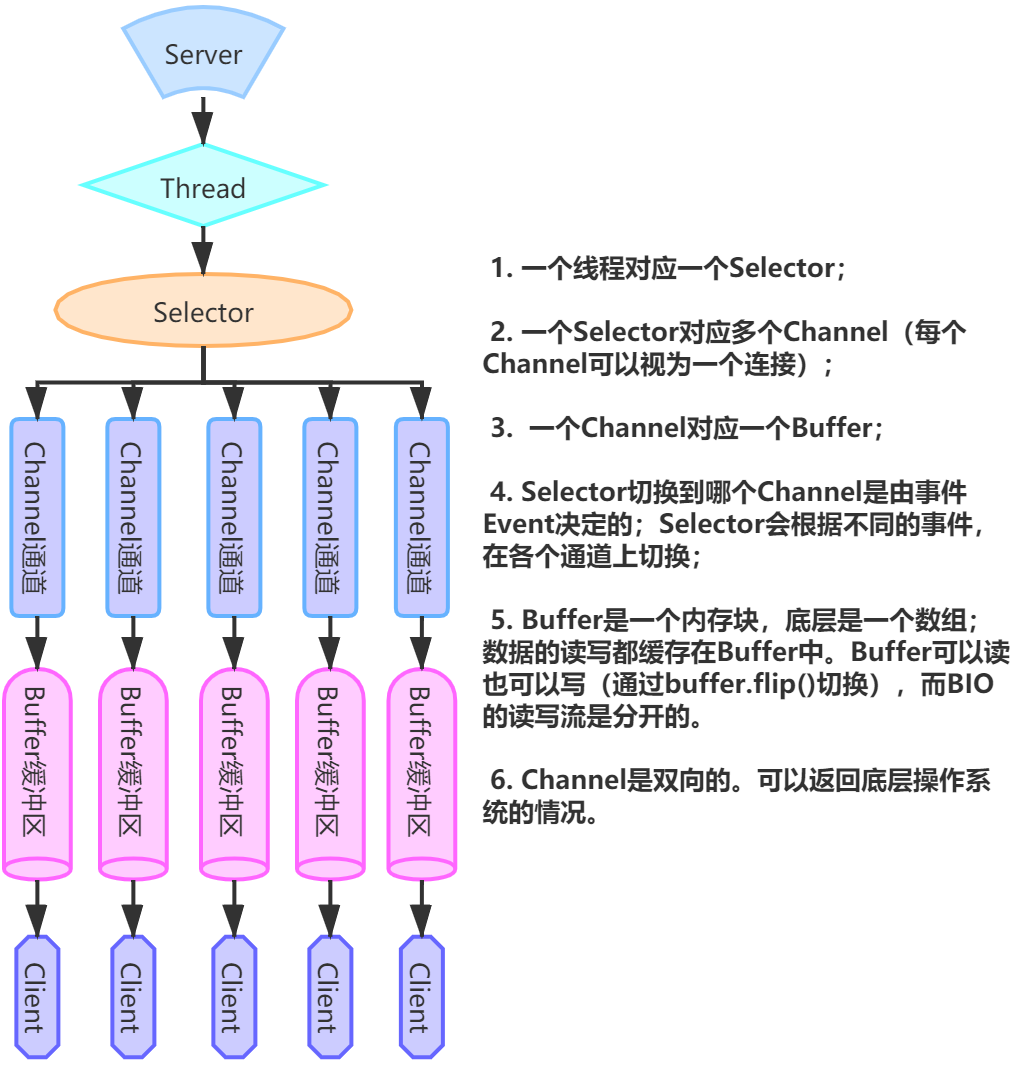 Server
Thread
Selector
Channel通道
Channel通道
Channel通道
Channel通道
Channel通道
Buffer缓冲区
Buffer缓冲区
Buffer缓冲区
Buffer缓冲区
Buffer缓冲区
Client
Client
Client
Client
Client
1. 一个线程对应一个Selector；
2. 一个Selector对应多个Channel（每个
Channel可以视为一个连接）；
3. 一个Channel对应一个Buffer；
4. Selector切换到哪个Channel是由事件
Event决定的；Selector会根据不同的事件，
在各个通道上切换；
5. Buffer是一个内存块，底层是一个数组；
数据的读写都缓存在Buffer中。Buffer可以读
也可以写（通过buffer.flip()切换），而BIO
的读写流是分开的。
6. Channel是双向的。可以返回底层操作系
统的情况。